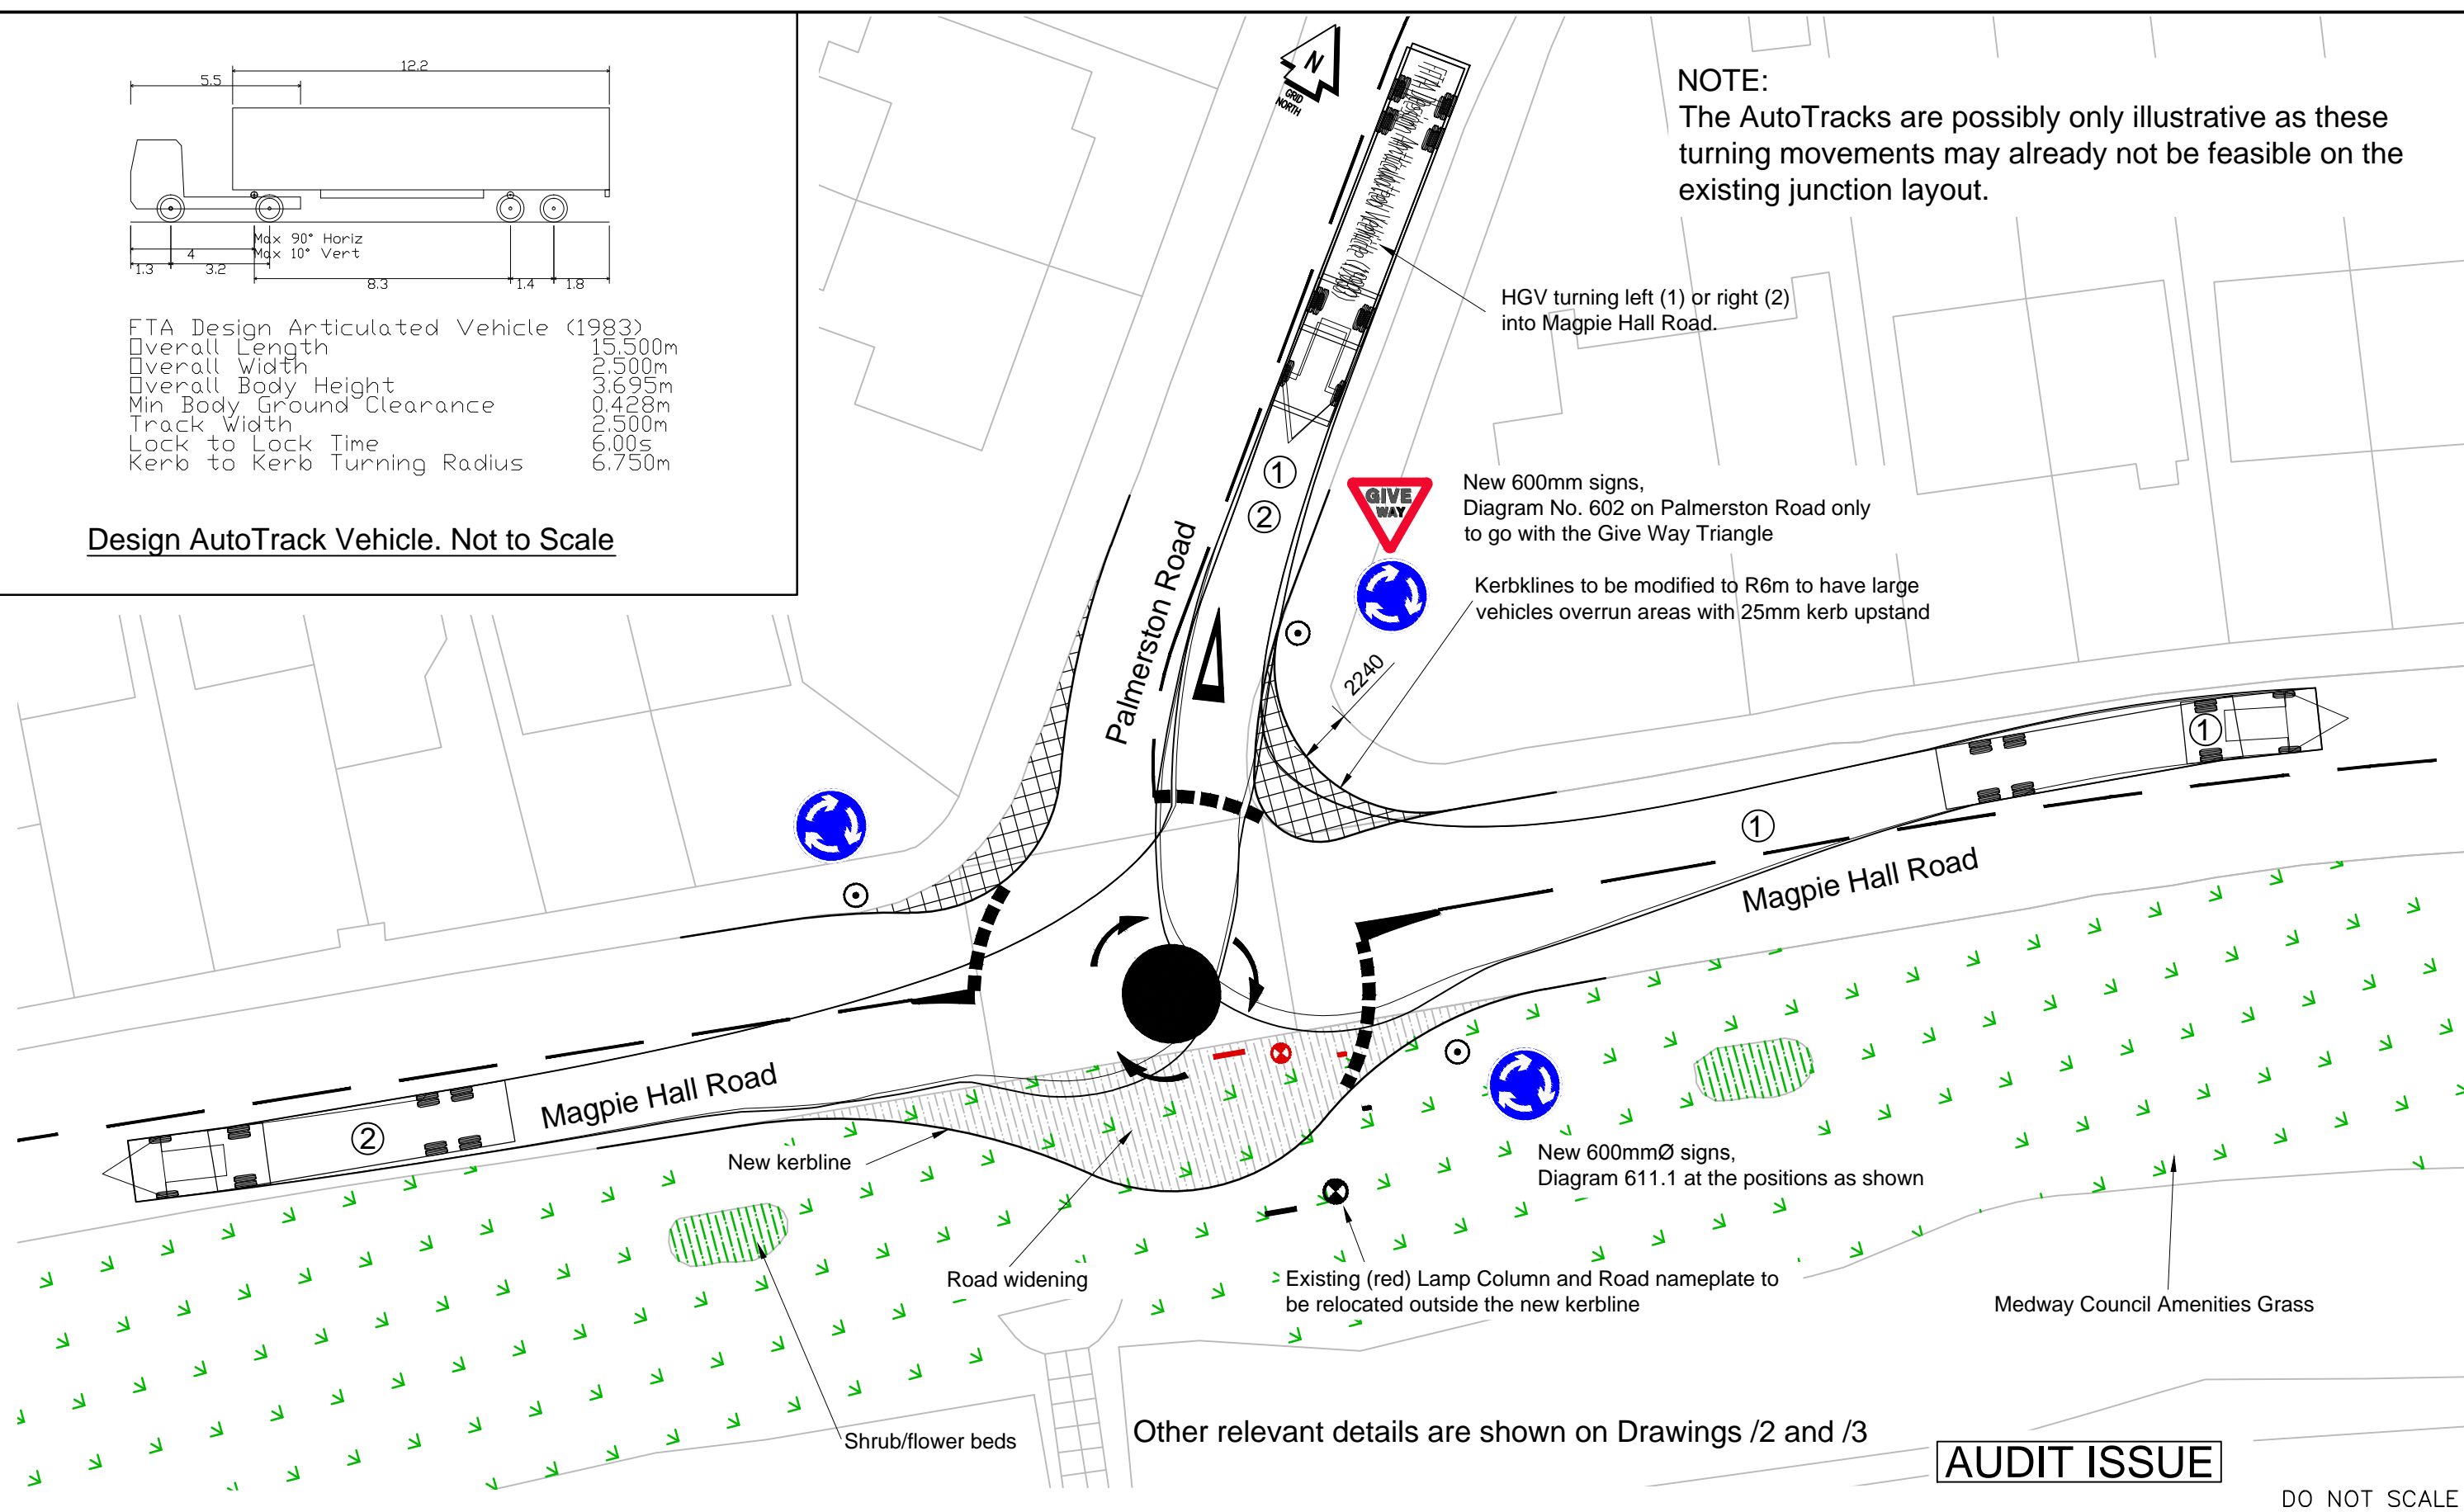 12.2
5.5
Max 90° Horiz
Max 10° Vert
4
1.3
3.2
8.3
1.4
1.8
FTA Design Articulated Vehicle (1983)
Overall Length 15.500m
Overall Width 2.500m
Overall Body Height 3.695m
Min Body Ground Clearance 0.428m
Track Width 2.500m
Lock to Lock Time 6.00s
Kerb to Kerb Turning Radius 6.750m
Design AutoTrack Vehicle. Not to Scale
N
GRID
NORTH
NOTE:
The AutoTracks are possibly only illustrative as these
turning movements may already not be feasible on the
existing junction layout.
HGV turning left (1) or right (2)
into Magpie Hall Road.
1
2
GIVE
WAY
New 600mm signs,
Diagram No. 602 on Palmerston Road only
to go with the Give Way Triangle
Kerbklines to be modified to R6m to have large
vehicles overrun areas with 25mm kerb upstand
Palmerston Road
2240
1
1
Magpie Hall Road
Magpie Hall Road
2
New kerbline
New 600mmØ signs,
Diagram 611.1 at the positions as shown
Road widening
Existing (red) Lamp Column and Road nameplate to
be relocated outside the new kerbline
Medway Council Amenities Grass
Shrub/flower beds
Other relevant details are shown on Drawings /2 and /3
AUDIT ISSUE
DO NOT SCALE